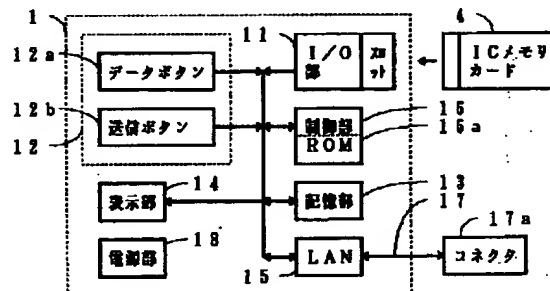 1
11
4
12a
データボタン
I/O部
スロット
ICメモリカード
12b
送信ボタン
16
制御部
ROM
16a
12
14
13
表示部
記憶部
17
18
17a
電源部
LAN
コネクタ
15